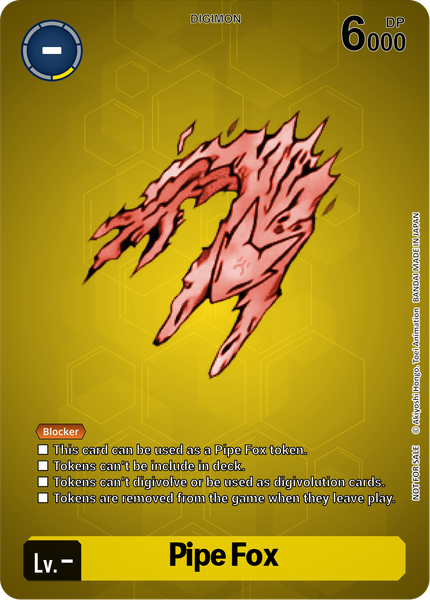 DIGIMON
-
DP
6000
Blocker
■ This card can be used as a Pipe Fox token.
■ Tokens can't be include in deck.
■ Tokens can't digivolve or be used as digivolution cards.
■ Tokens are removed from the game when they leave play.
NOT FOR SALE © Akiyoshi Hongo, Toei Animation BANDAI MADE IN JAPAN
Lv.-
Pipe Fox